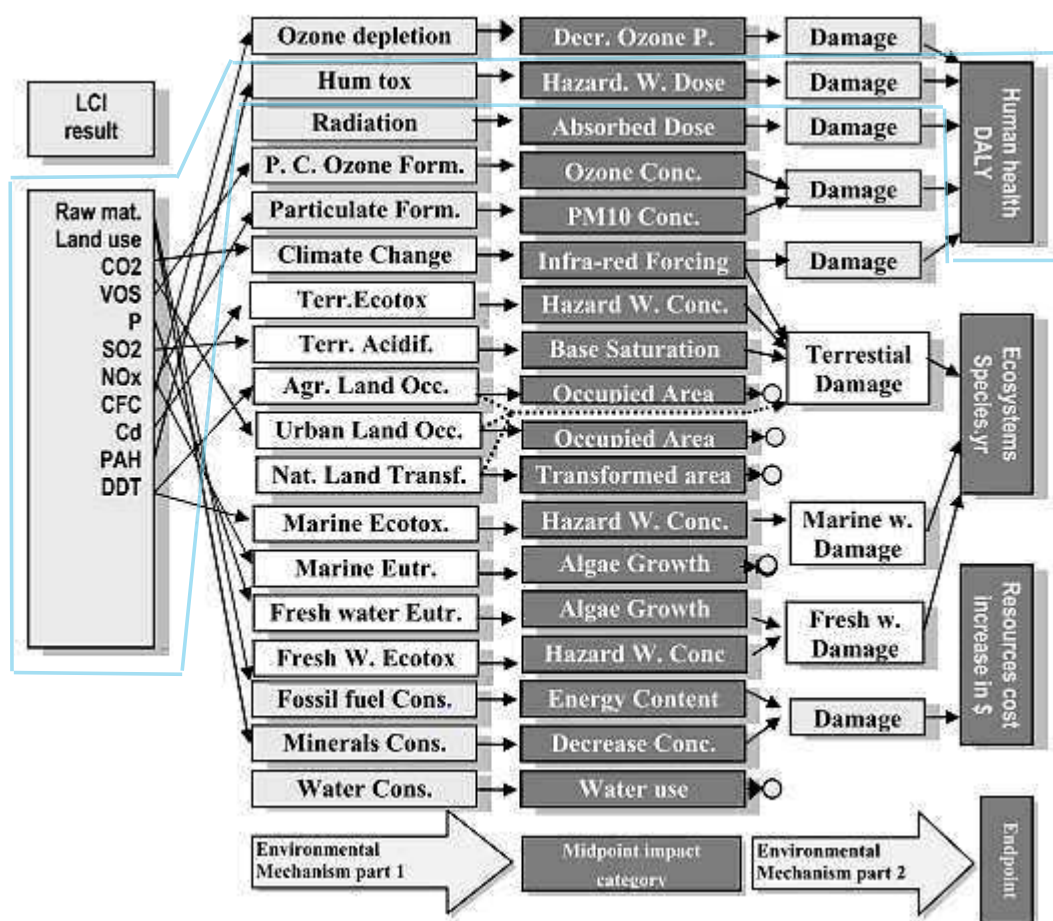 LCI
result
Raw mat.
Land use
CO2
VOS
P
SO2
NOx
CFC
Cd
PAH
DDT
Ozone depletion
Hum tox
Radiation
P. C. Ozone Form.
Particulate Form.
Climate Change
Terr.Ecotox
Terr. Acidif.
Agr. Land Occ.
Urban Land Occ.
Nat. Land Transf.
Marine Ecotox.
Marine Eutr.
Fresh water Eutr.
Fresh W. Ecotox
Fossil fuel Cons.
Minerals Cons.
Water Cons.
Decr. Ozone P.
Hazard. W. Dose
Absorbed Dose
Ozone Conc.
PM10 Conc.
Infra-red Forcing
Hazard W. Conc.
Base Saturation
Occupied Area
Occupied Area
Transformed area
Hazard W. Conc.
Algae Growth
Algae Growth
Hazard W. Conc
Energy Content
Decrease Conc.
Water use
Damage
Damage
Damage
Damage
Damage
Terrestial
Damage
Marine w.
Damage
Fresh w.
Damage
Damage
Human health
DALY
Ecosystems
Species.yr
Resources cost
increase in $
Environmental
Mechanism part 1
Midpoint impact
category
Environmental
Mechanism part 2
Endpoint